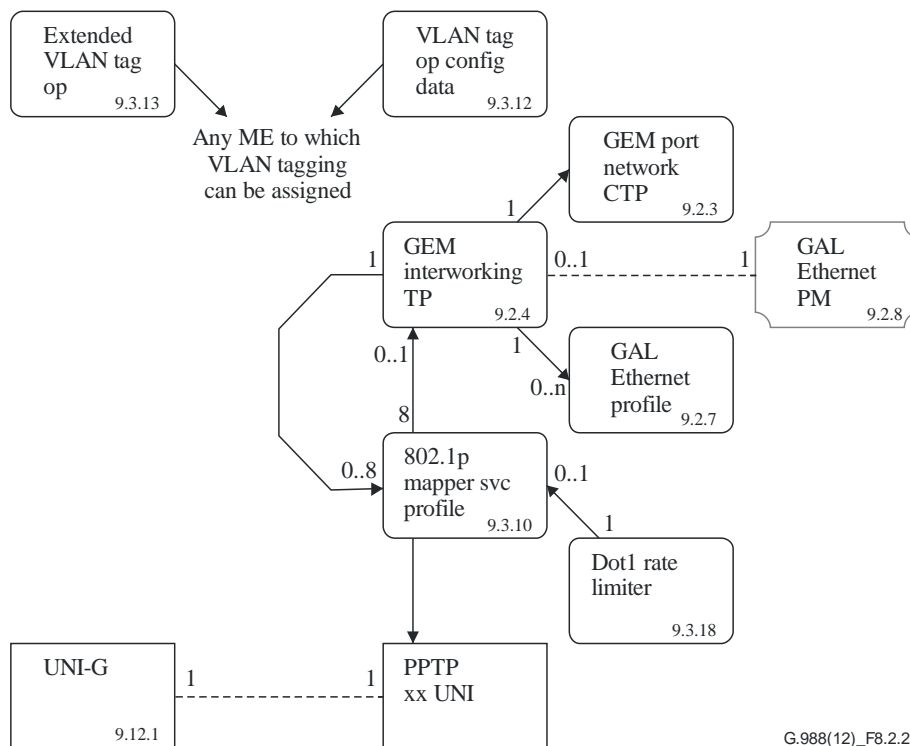 Extended
VLAN tag
op
9.3.13
VLAN tag
op config
data
9.3.12
Any ME to which
VLAN tagging
can be assigned
GEM port
network
CTP
9.2.3
1
1
GEM
interworking
TP
9.2.4
0..1
1
GAL
Ethernet
PM
9.2.8
0..1
1
0..n
GAL
Ethernet
profile
9.2.7
8
0..8
802.1p
mapper svc
profile
9.3.10
0..1
1
Dot1 rate
limiter
9.3.18
UNI-G
9.12.1
1
1
PPTP
xx UNI
G.988(12)_F8.2.2